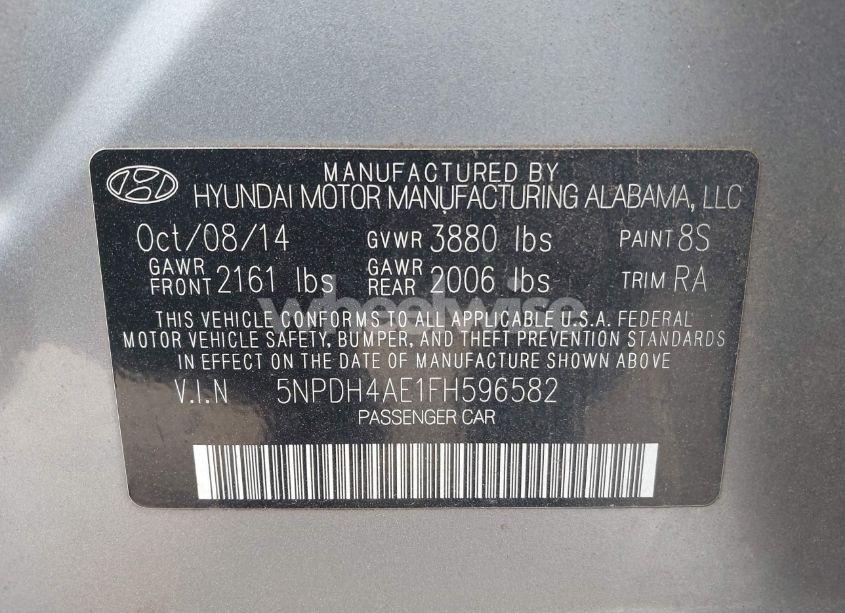 MANUFACTURED BY
HYUNDAI MOTOR MANUFACTURING ALABAMA, LLC
Oct/08/14 GVWR 3880 lbs PAINT 8S
GAWR FRONT 2161 lbs GAWR REAR 2006 lbs TRIM RA
wheelwise
THIS VEHICLE CONFORMS TO ALL APPLICABLE U.S.A. FEDERAL
MOTOR VEHICLE SAFETY, BUMPER, AND THEFT PREVENTION STANDARDS
IN EFFECT ON THE DATE OF MANUFACTURE SHOWN ABOVE
V.I.N 5NPDH4AE1FH596582
PASSENGER CAR